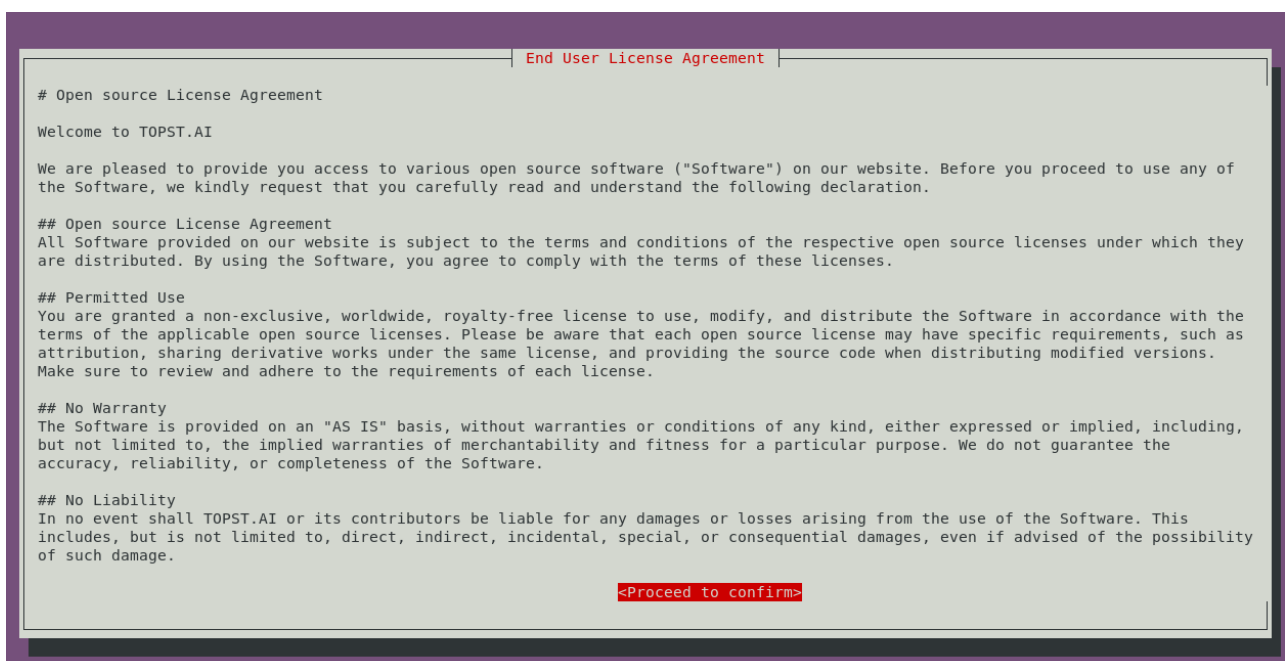 End User License Agreement
# Open source License Agreement
Welcome to TOPST.AI
We are pleased to provide you access to various open source software ("Software") on our website. Before you proceed to use any of
the Software, we kindly request that you carefully read and understand the following declaration.
## Open source License Agreement
All Software provided on our website is subject to the terms and conditions of the respective open source licenses under which they
are distributed. By using the Software, you agree to comply with the terms of these licenses.
## Permitted Use
You are granted a non-exclusive, worldwide, royalty-free license to use, modify, and distribute the Software in accordance with the
terms of the applicable open source licenses. Please be aware that each open source license may have specific requirements, such as
attribution, sharing derivative works under the same license, and providing the source code when distributing modified versions.
Make sure to review and adhere to the requirements of each license.
## No Warranty
The Software is provided on an "AS IS" basis, without warranties or conditions of any kind, either expressed or implied, including,
but not limited to, the implied warranties of merchantability and fitness for a particular purpose. We do not guarantee the
accuracy, reliability, or completeness of the Software.
## No Liability
In no event shall TOPST.AI or its contributors be liable for any damages or losses arising from the use of the Software. This
includes, but is not limited to, direct, indirect, incidental, special, or consequential damages, even if advised of the possibility
of such damage.
<Proceed to confirm>